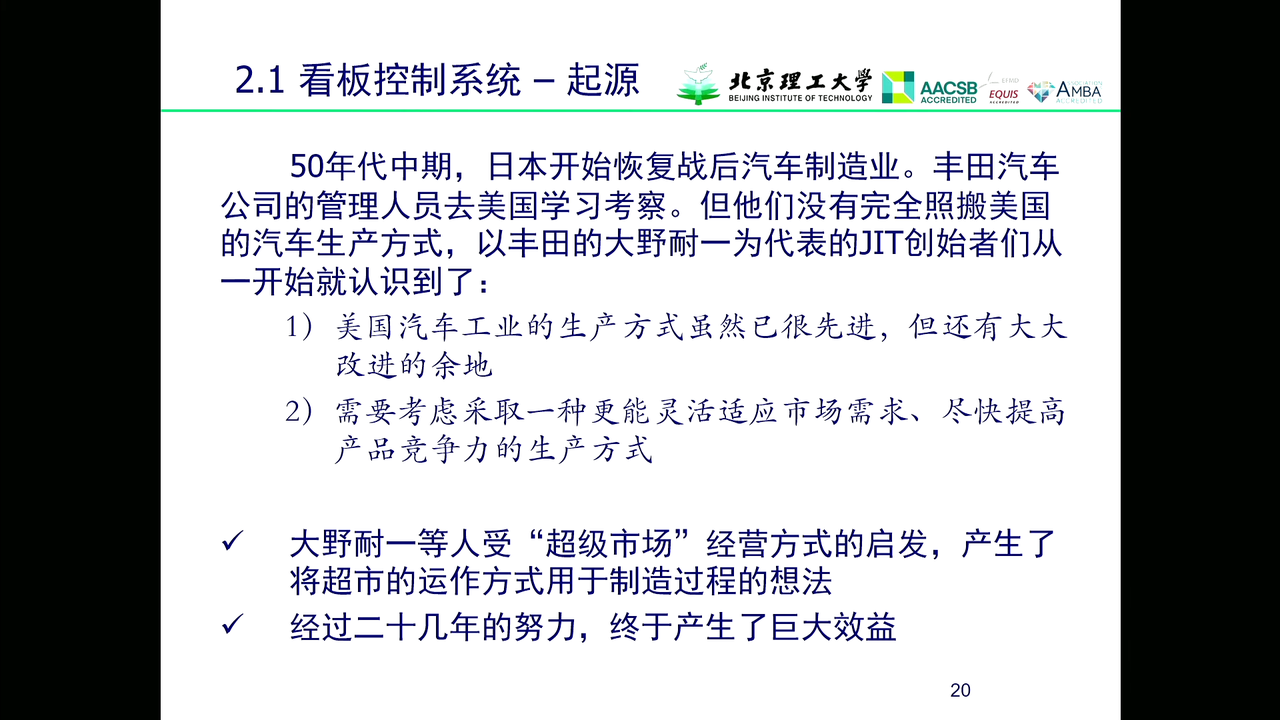 2.1 看板控制系统 – 起源
北京理工大学
BEIJING INSTITUTE OF TECHNOLOGY
AACSB
ACCREDITED
EFMD
EQUIS
ACCREDITED
ASSOCIATION
AMBA
ACCREDITED
50年代中期，日本开始恢复战后汽车制造业。丰田汽车
公司的管理人员去美国学习考察。但他们没有完全照搬美国
的汽车生产方式，以丰田的大野耐一为代表的JIT创始者们从
一开始就认识到了：
1） 美国汽车工业的生产方式虽然已很先进，但还有大大
改进的余地
2） 需要考虑采取一种更能灵活适应市场需求、尽快提高
产品竞争力的生产方式
✓ 大野耐一等人受“超级市场”经营方式的启发，产生了
将超市的运作方式用于制造过程的想法
✓ 经过二十几年的努力，终于产生了巨大效益
20